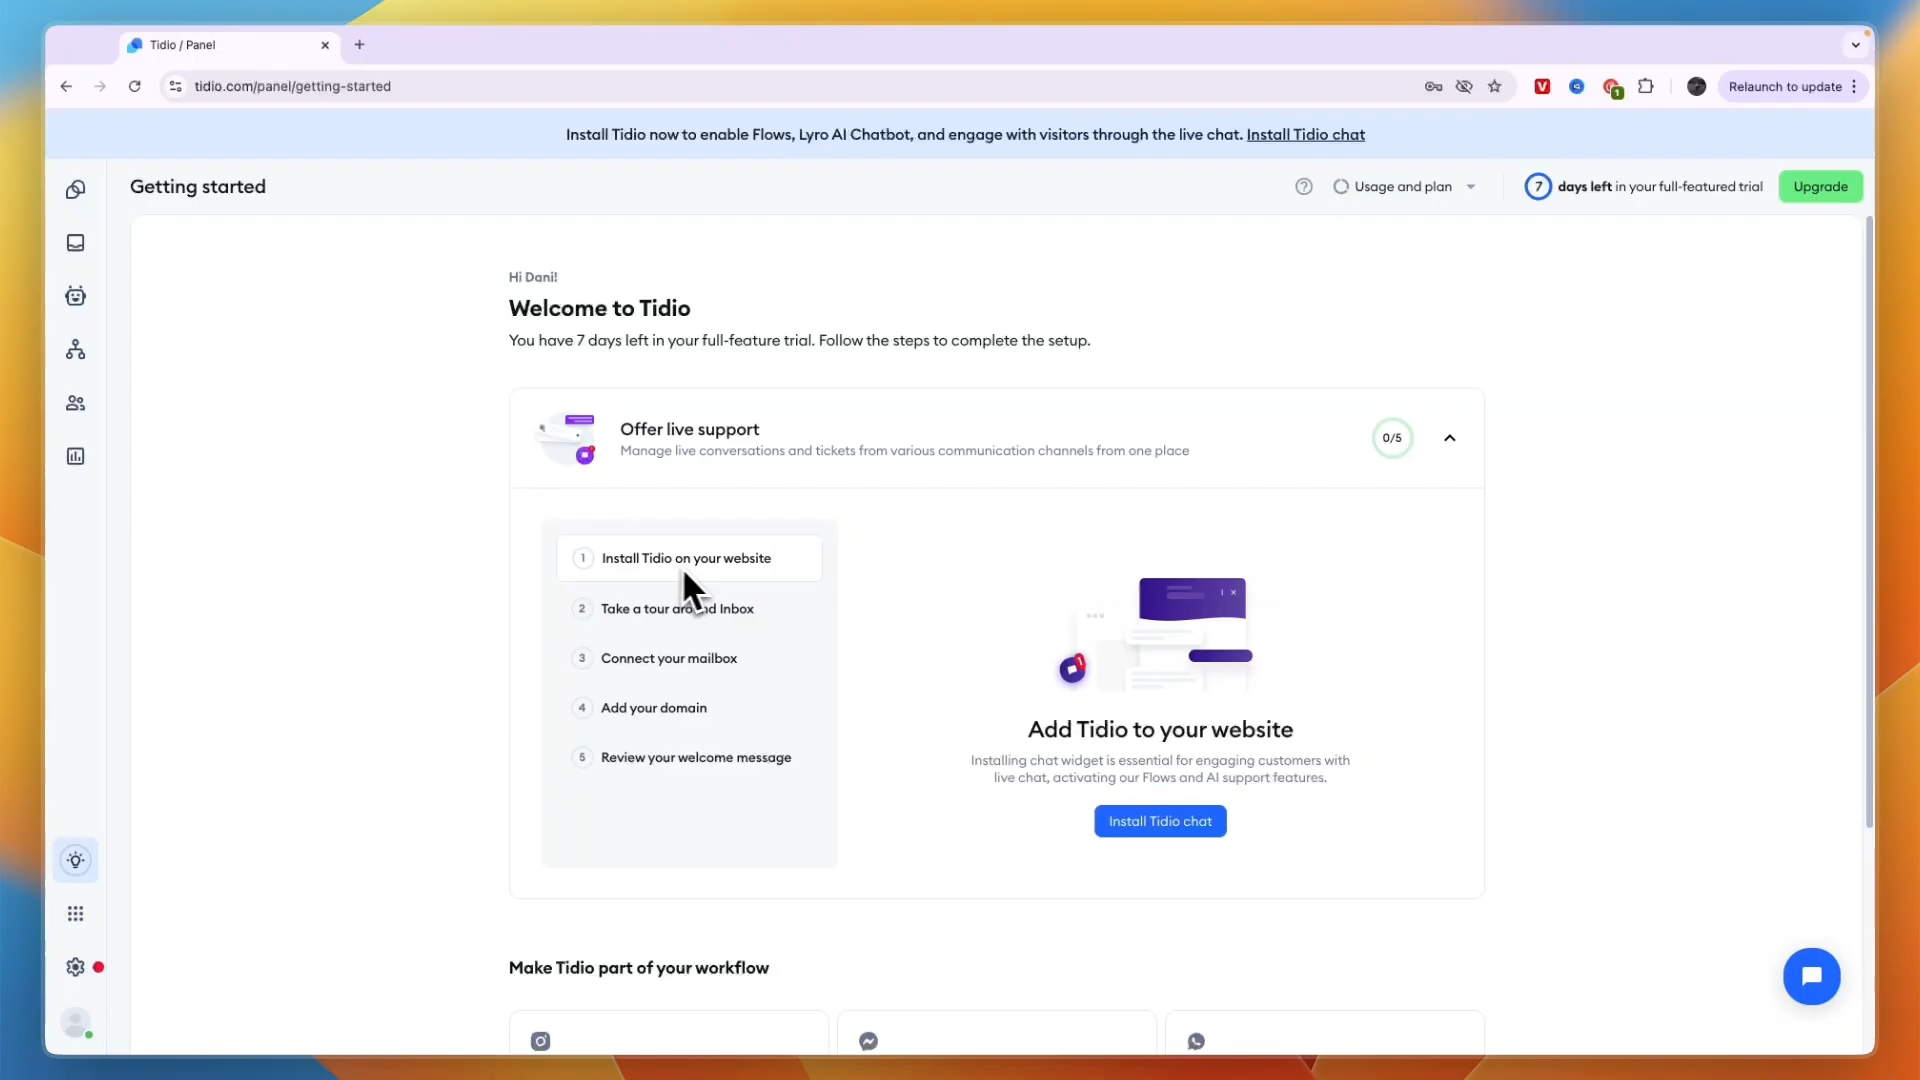 Tidio / Panel
tidio.com/panel/getting-started
1
Relaunch to update
Install Tidio now to enable Flows, Lyro AI Chatbot, and engage with visitors through the live chat. Install Tidio chat
Getting started
Usage and plan
7 days left in your full-featured trial
Upgrade
Hi Dani!
Welcome to Tidio
You have 7 days left in your full-feature trial. Follow the steps to complete the setup.
Offer live support
Manage live conversations and tickets from various communication channels from one place
0/5
1 Install Tidio on your website
2 Take a tour around Inbox
3 Connect your mailbox
4 Add your domain
5 Review your welcome message
1
Add Tidio to your website
Installing chat widget is essential for engaging customers with
live chat, activating our Flows and AI support features.
Install Tidio chat
Make Tidio part of your workflow